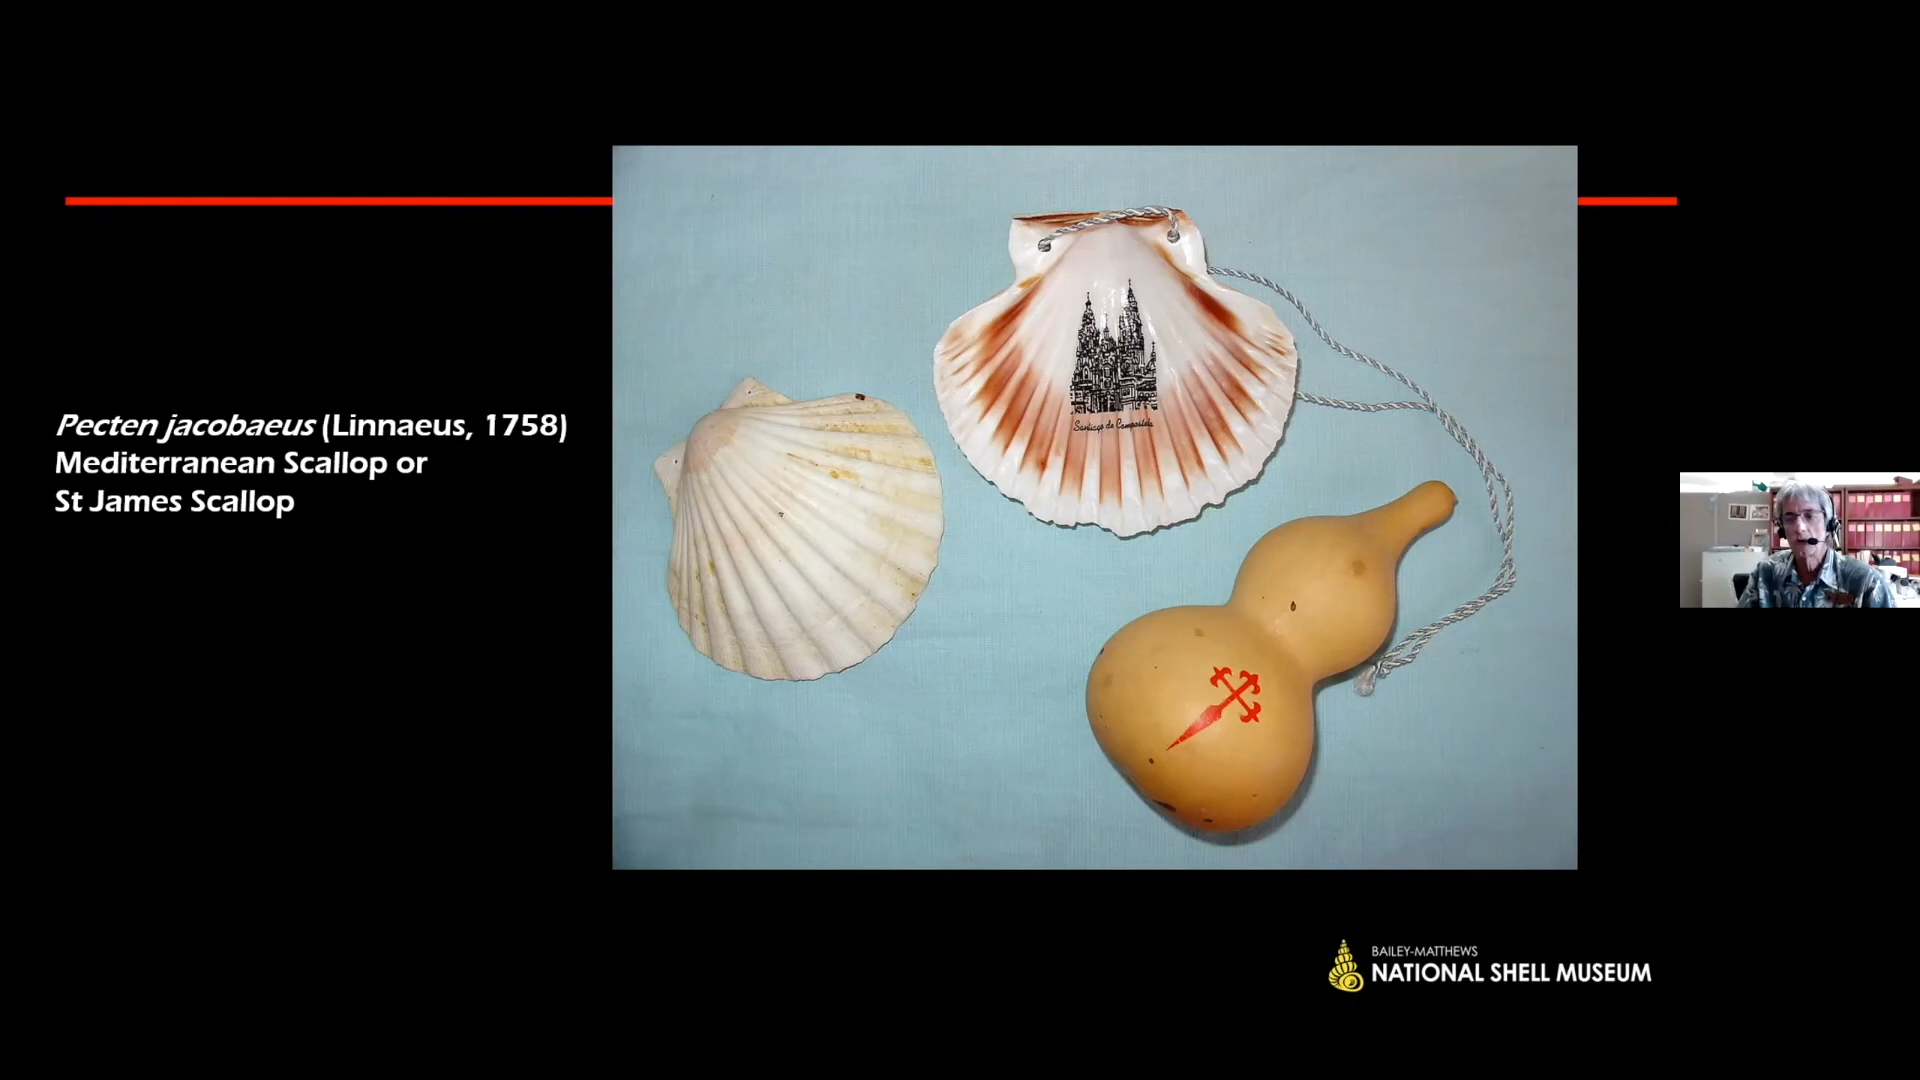 Pecten jacobaeus (Linnaeus, 1758)
Mediterranean Scallop or
St James Scallop
Santiago de Compostela
BAILEY-MATTHEWS
NATIONAL SHELL MUSEUM